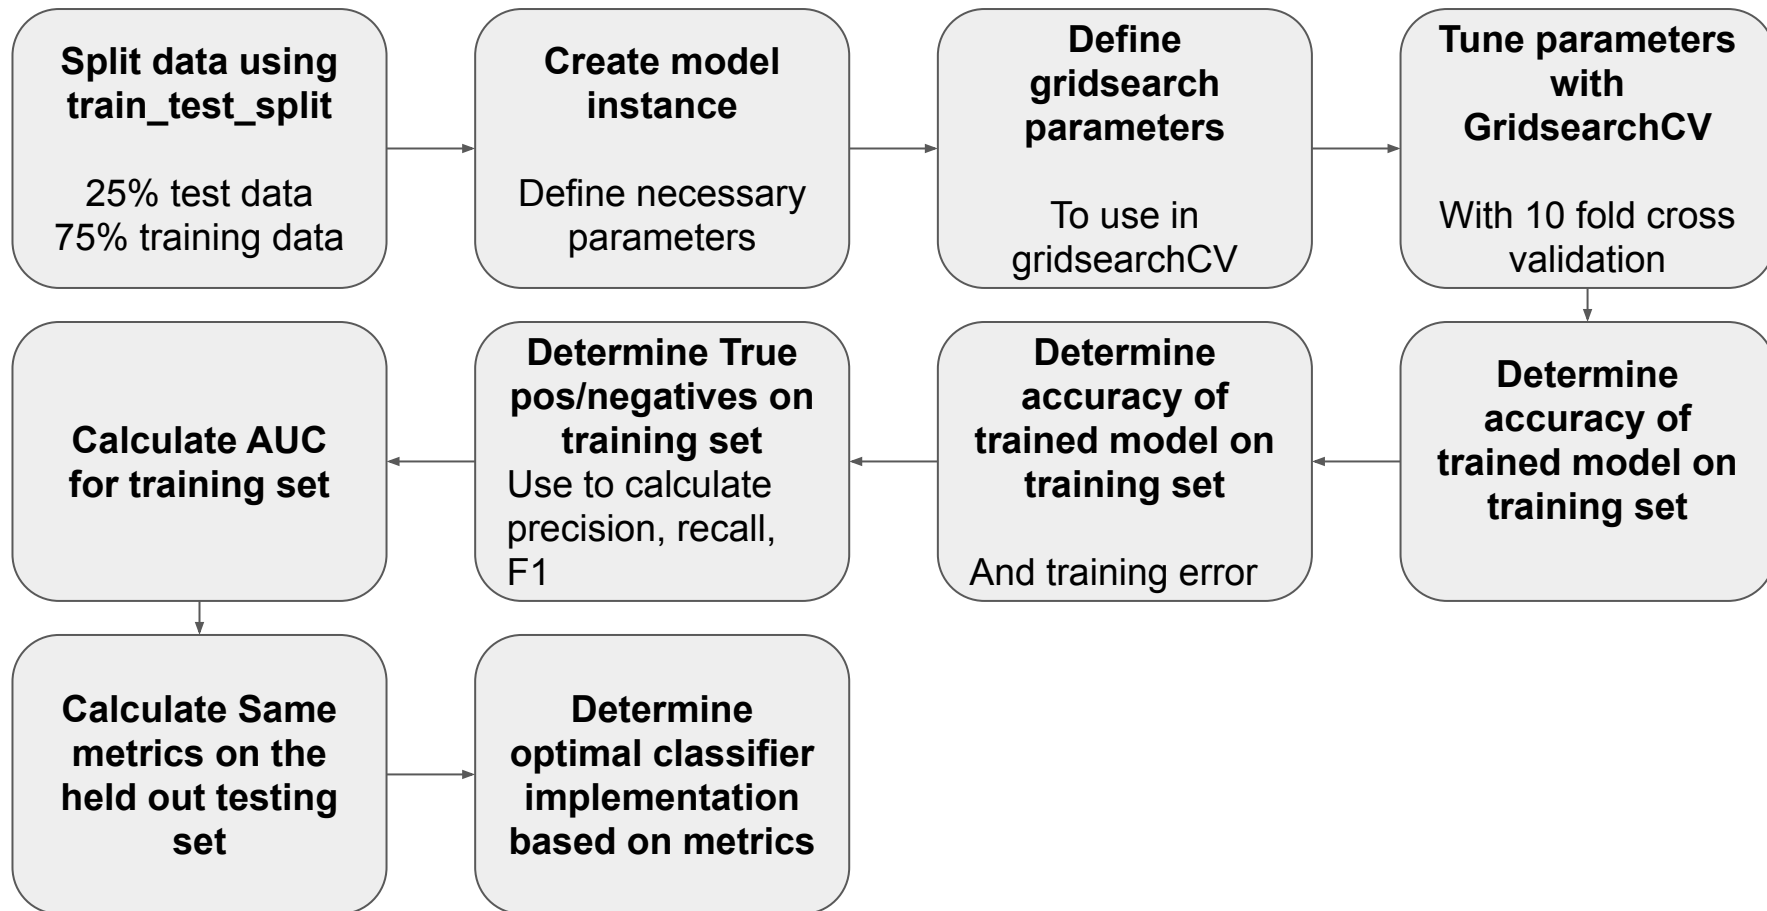 Split data using
train_test_split
25% test data
75% training data
Create model
instance
Define necessary
parameters
Define
gridsearch
parameters
To use in
gridsearchCV
Tune parameters
with
GridsearchCV
With 10 fold cross
validation
Determine
accuracy of
trained model on
training set
Determine
accuracy of
trained model on
training set
And training error
Determine True
pos/negatives on
training set
Use to calculate
precision, recall,
F1
Calculate AUC
for training set
Calculate Same
metrics on the
held out testing
set
Determine
optimal classifier
implementation
based on metrics